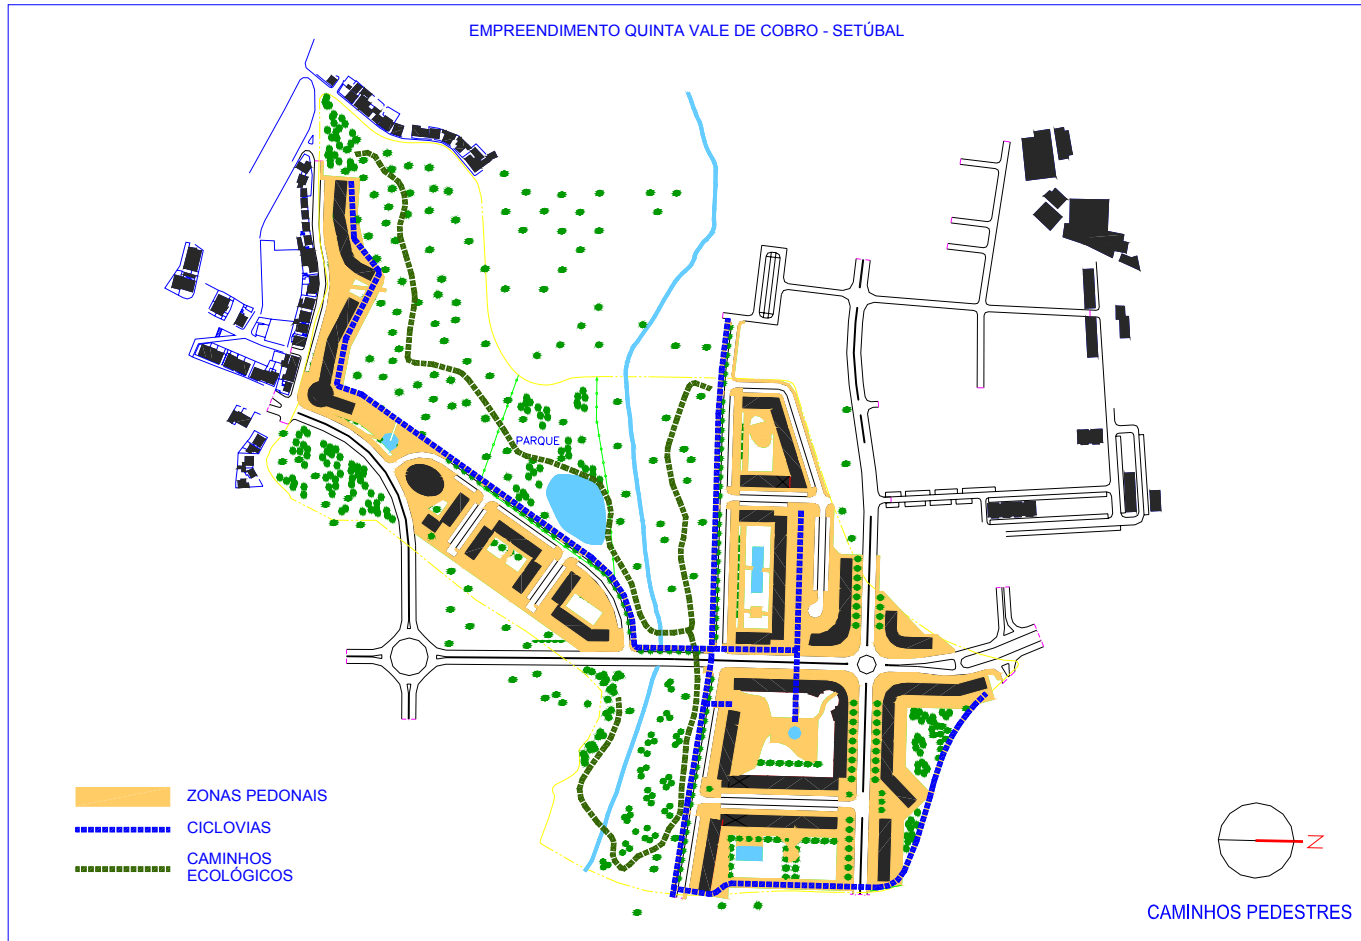 EMPREENDIMENTO QUINTA VALE DE COBRO - SETÚBAL
PARQUE
ZONAS PEDONAIS
CICLOVIAS
CAMINHOS
ECOLÓGICOS
N
CAMINHOS PEDESTRES